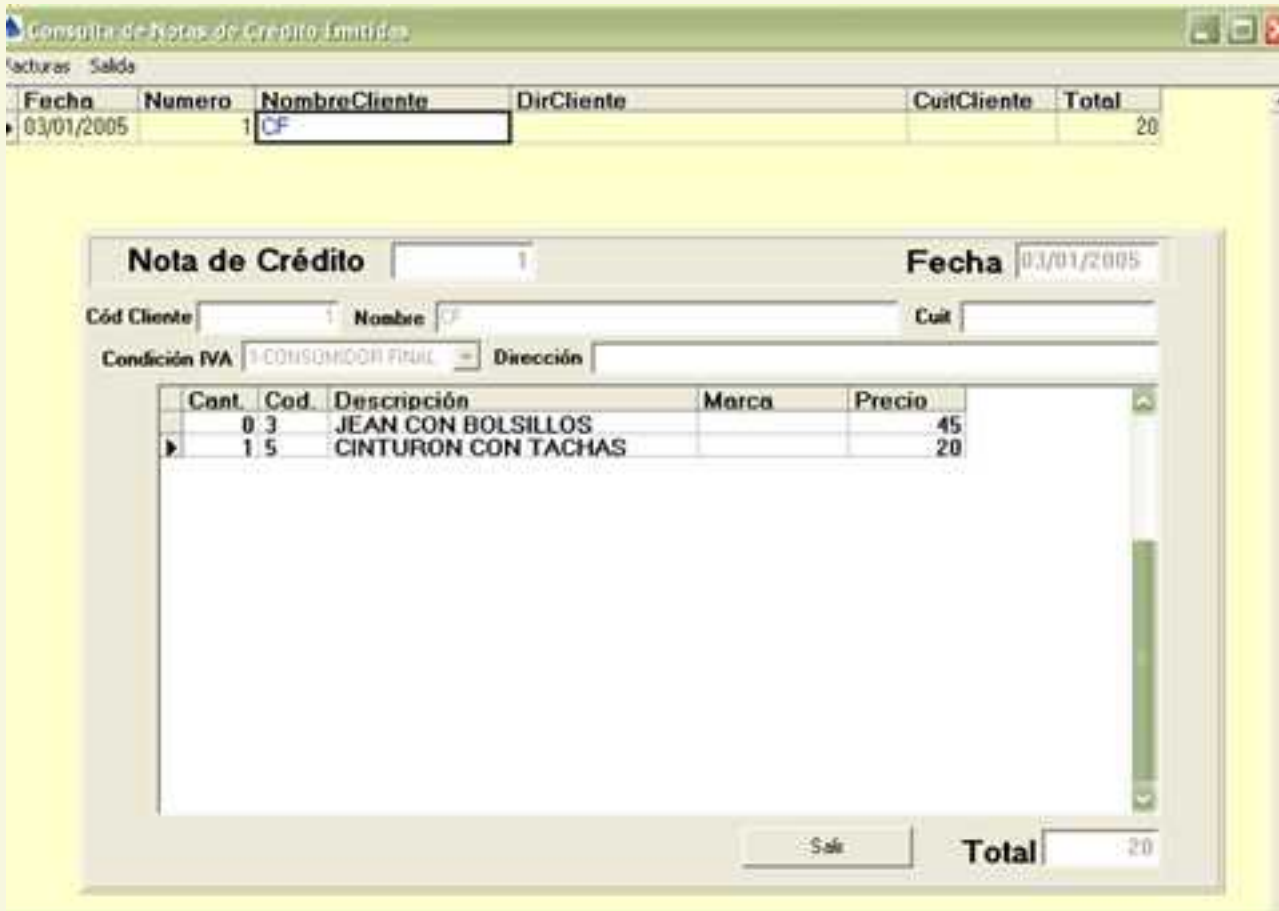 Consulta de Notas de Crédito Emitidas
Facturas Salida
Fecha Numero NombreCliente DirCliente CuitCliente Total
03/01/2005 1 CF 20
Nota de Crédito 1 Fecha 03/01/2005
Cód Cliente 1 Nombre CF Cuit
Condición IVA 1-CONSUMIDOR FINAL Dirección
Cant. Cod. Descripción Marca Precio
0 3 JEAN CON BOLSILLOS 45
1 5 CINTURON CON TACHAS 20
Salir Total 20